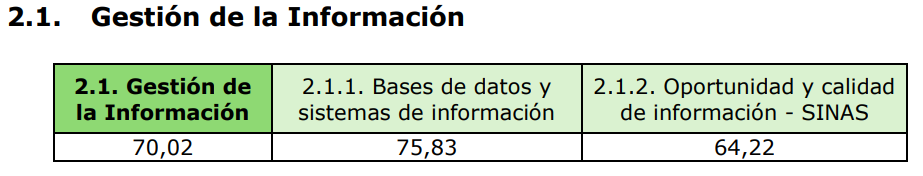 2.1. Gestión de la Información
2.1. Gestión de
la Información
2.1.1. Bases de datos y
sistemas de información
2.1.2. Oportunidad y calidad
de información - SINAS
70,02
75,83
64,22